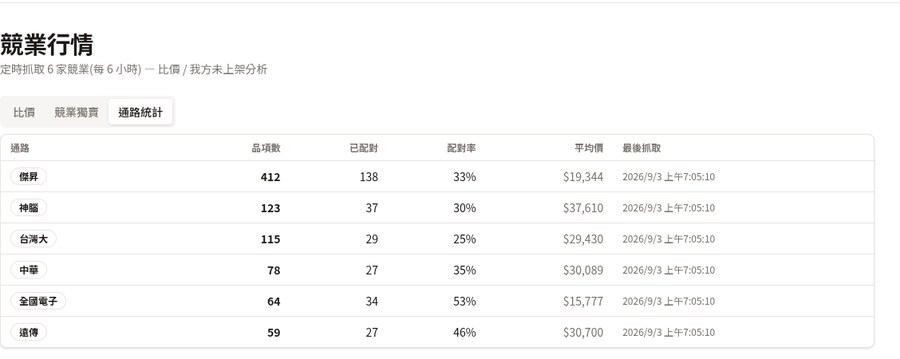 競業行情
定時抓取 6 家競業(每 6 小時) — 比價 / 我方未上架分析
比價 競業獨賣 通路統計
通路 品項數 已配對 配對率 平均價 最後抓取
傑昇 412 138 33% $19,344 2026/9/3 上午7:05:10
神腦 123 37 30% $37,610 2026/9/3 上午7:05:10
台灣大 115 29 25% $29,430 2026/9/3 上午7:05:10
中華 78 27 35% $30,089 2026/9/3 上午7:05:10
全國電子 64 34 53% $15,777 2026/9/3 上午7:05:10
遠傳 59 27 46% $30,700 2026/9/3 上午7:05:10